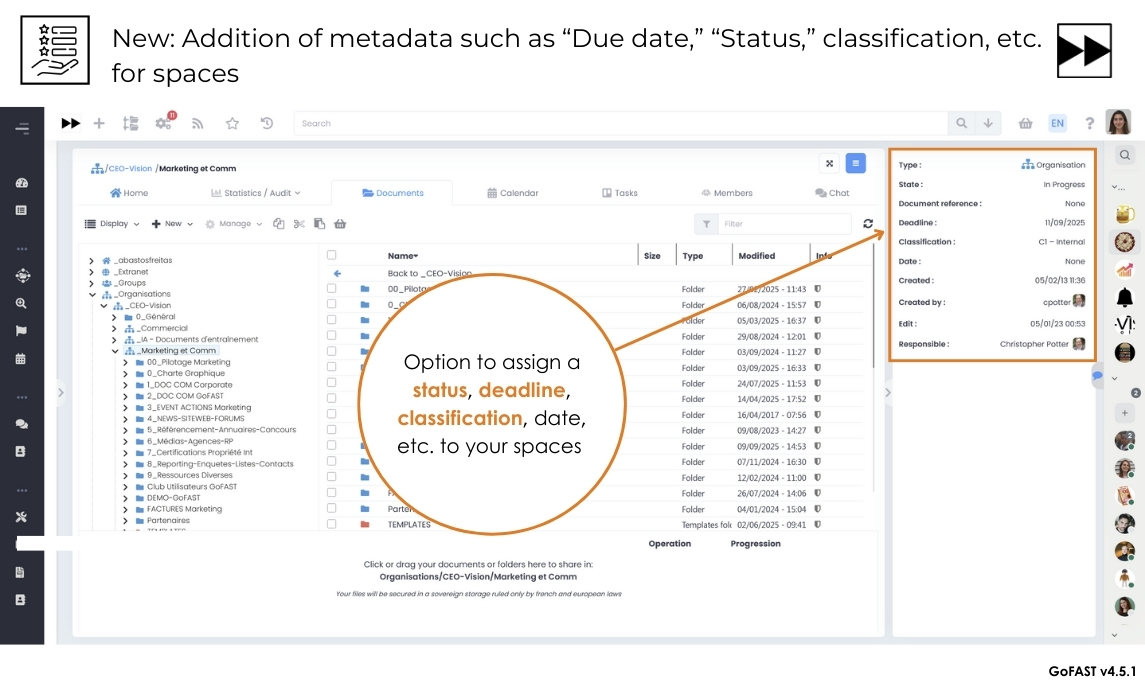 New: Addition of metadata such as “Due date,” “Status,” classification, etc.
for spaces
11
Search
EN
?
/CEO-Vision /Marketing et Comm
Home
Statistics / Audit
Documents
Calendar
Tasks
Members
Chat
Display
New
Manage
Filter
_abastosfreitas
_Extranet
_Groups
_Organisations
_CEO-Vision
0_Général
_Commercial
_IA - Documents d'entraînement
_Marketing et Comm
00_Pilotage Marketing
0_Charte Graphique
1_DOC COM Corporate
2_DOC COM GoFAST
3_EVENT ACTIONS Marketing
4_NEWS-SITEWEB-FORUMS
5_Référencement-Annuaires-Concours
6_Médias-Agences-RP
7_Certifications Propriété Int
8_Reporting-Enquetes-Listes-Contacts
9_Ressources Diverses
Club Utilisateurs GoFAST
DEMO-GoFAST
FACTURES Marketing
Partenaires
Name
Size
Type
Modified
Info
Back to _CEO-Vision
Folder 27/02/2025 - 11:43
Folder 06/08/2024 - 15:57
Folder 05/03/2025 - 16:37
Folder 29/08/2024 - 12:01
Folder 03/09/2024 - 11:27
Folder 03/09/2025 - 16:33
Folder 24/07/2025 - 11:53
Folder 14/04/2025 - 17:52
Folder 16/04/2017 - 07:56
Folder 09/08/2023 - 14:27
Folder 09/09/2025 - 14:53
Folder 07/11/2024 - 16:30
Folder 12/02/2024 - 11:00
Folder 26/07/2024 - 14:06
Folder 04/01/2024 - 15:04
TEMPLATES Templates fold 02/06/2025 - 09:41
Option to assign a
status, deadline,
classification, date,
etc. to your spaces
Operation
Progression
Click or drag your documents or folders here to share in:
Organisations/CEO-Vision/Marketing et Comm
Your files will be secured in a sovereign storage ruled only by french and european laws
Type : Organisation
State : In Progress
Document reference : None
Deadline : 11/09/2025
Classification : C1 – Internal
Date : None
Created : 05/02/13 11:36
Created by : cpotter
Edit : 05/01/23 00:53
Responsible : Christopher Potter
2
GoFAST v4.5.1